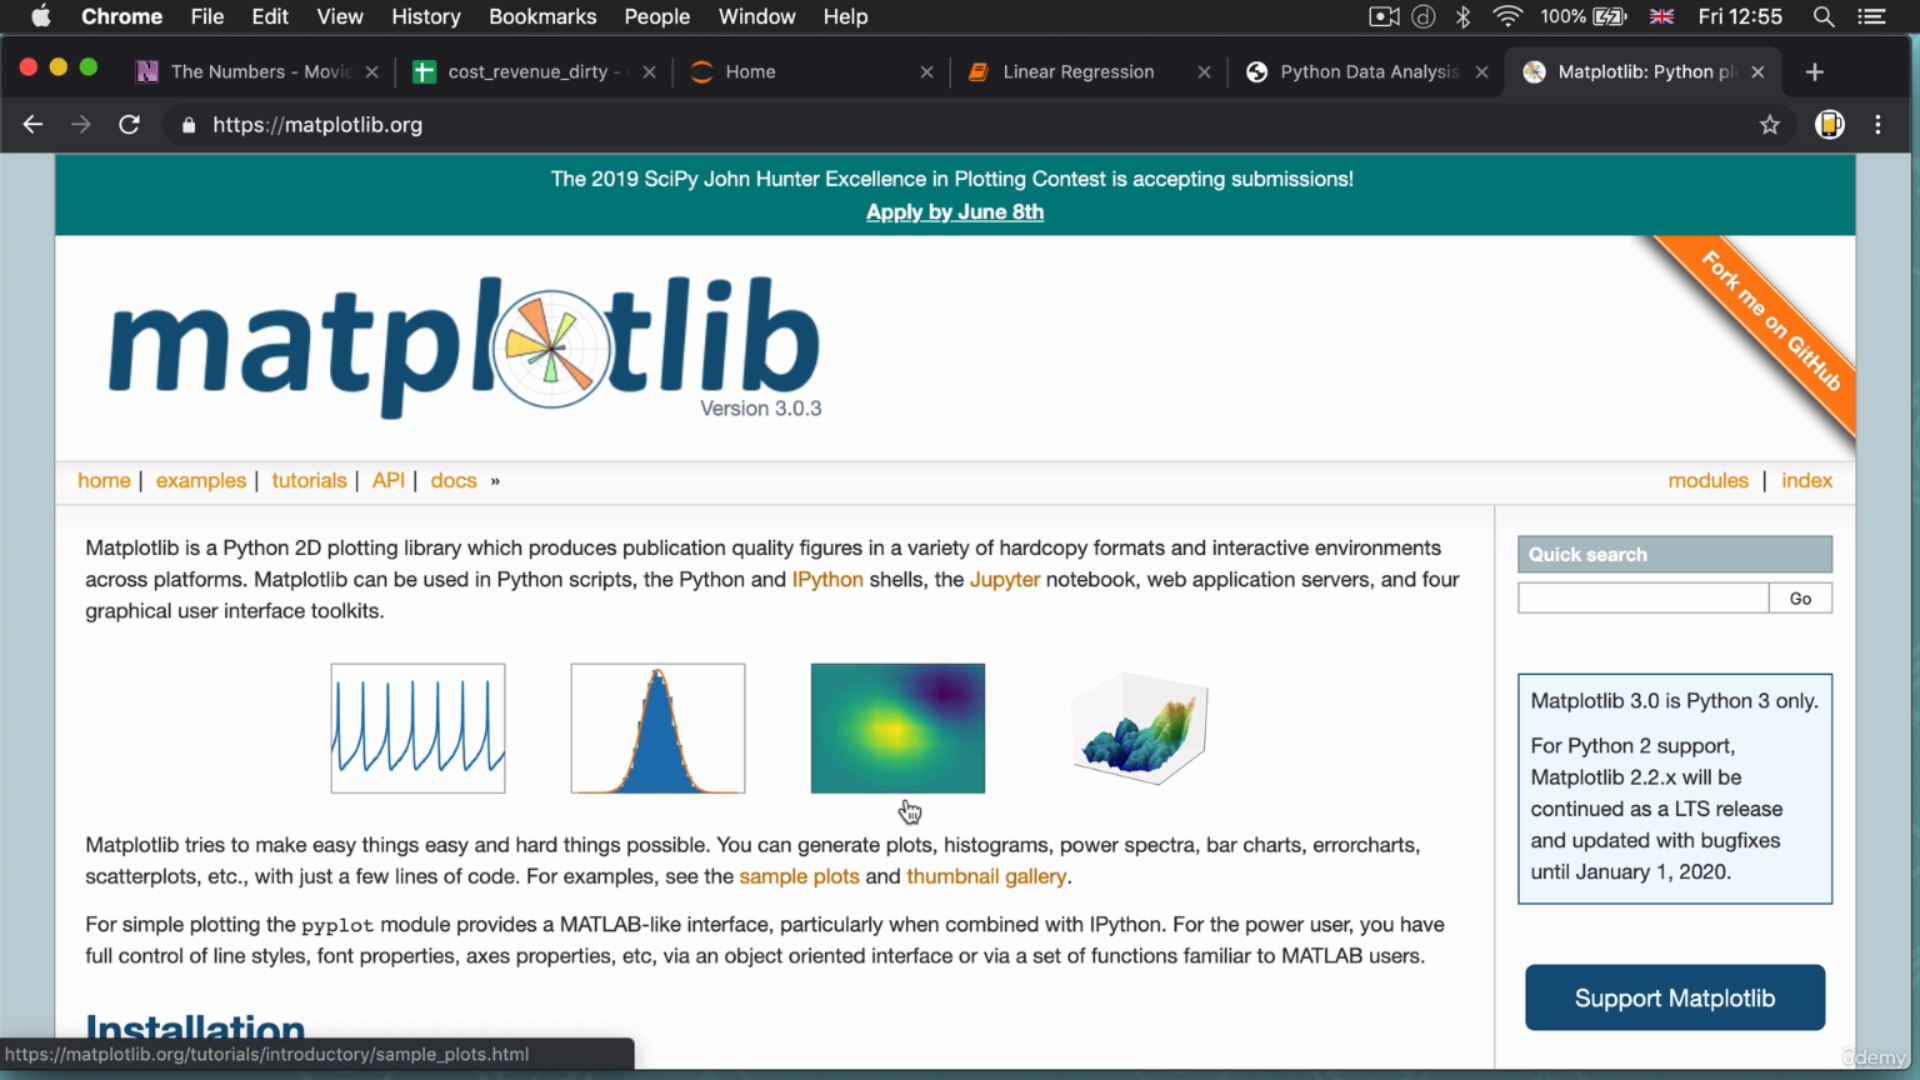 Chrome File Edit View History Bookmarks People Window Help 100% Fri 12:55
The Numbers - Movie cost_revenue_dirty - Home Linear Regression Python Data Analysis Matplotlib: Python pl
https://matplotlib.org
The 2019 SciPy John Hunter Excellence in Plotting Contest is accepting submissions!
Apply by June 8th
matplotlib
Version 3.0.3
Fork me on GitHub
home | examples | tutorials | API | docs » modules | index
Matplotlib is a Python 2D plotting library which produces publication quality figures in a variety of hardcopy formats and interactive environments
across platforms. Matplotlib can be used in Python scripts, the Python and IPython shells, the Jupyter notebook, web application servers, and four
graphical user interface toolkits.
Quick search
Go
Matplotlib 3.0 is Python 3 only.
For Python 2 support,
Matplotlib 2.2.x will be
continued as a LTS release
and updated with bugfixes
until January 1, 2020.
Matplotlib tries to make easy things easy and hard things possible. You can generate plots, histograms, power spectra, bar charts, errorcharts,
scatterplots, etc., with just a few lines of code. For examples, see the sample plots and thumbnail gallery.
For simple plotting the pyplot module provides a MATLAB-like interface, particularly when combined with IPython. For the power user, you have
full control of line styles, font properties, axes properties, etc, via an object oriented interface or via a set of functions familiar to MATLAB users.
Support Matplotlib
Installation
https://matplotlib.org/tutorials/introductory/sample_plots.html
ûdemy